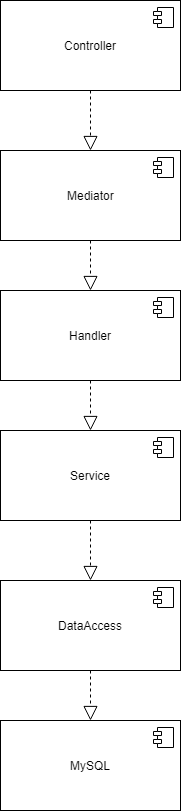 Controller
Mediator
Handler
Service
DataAccess
MySQL